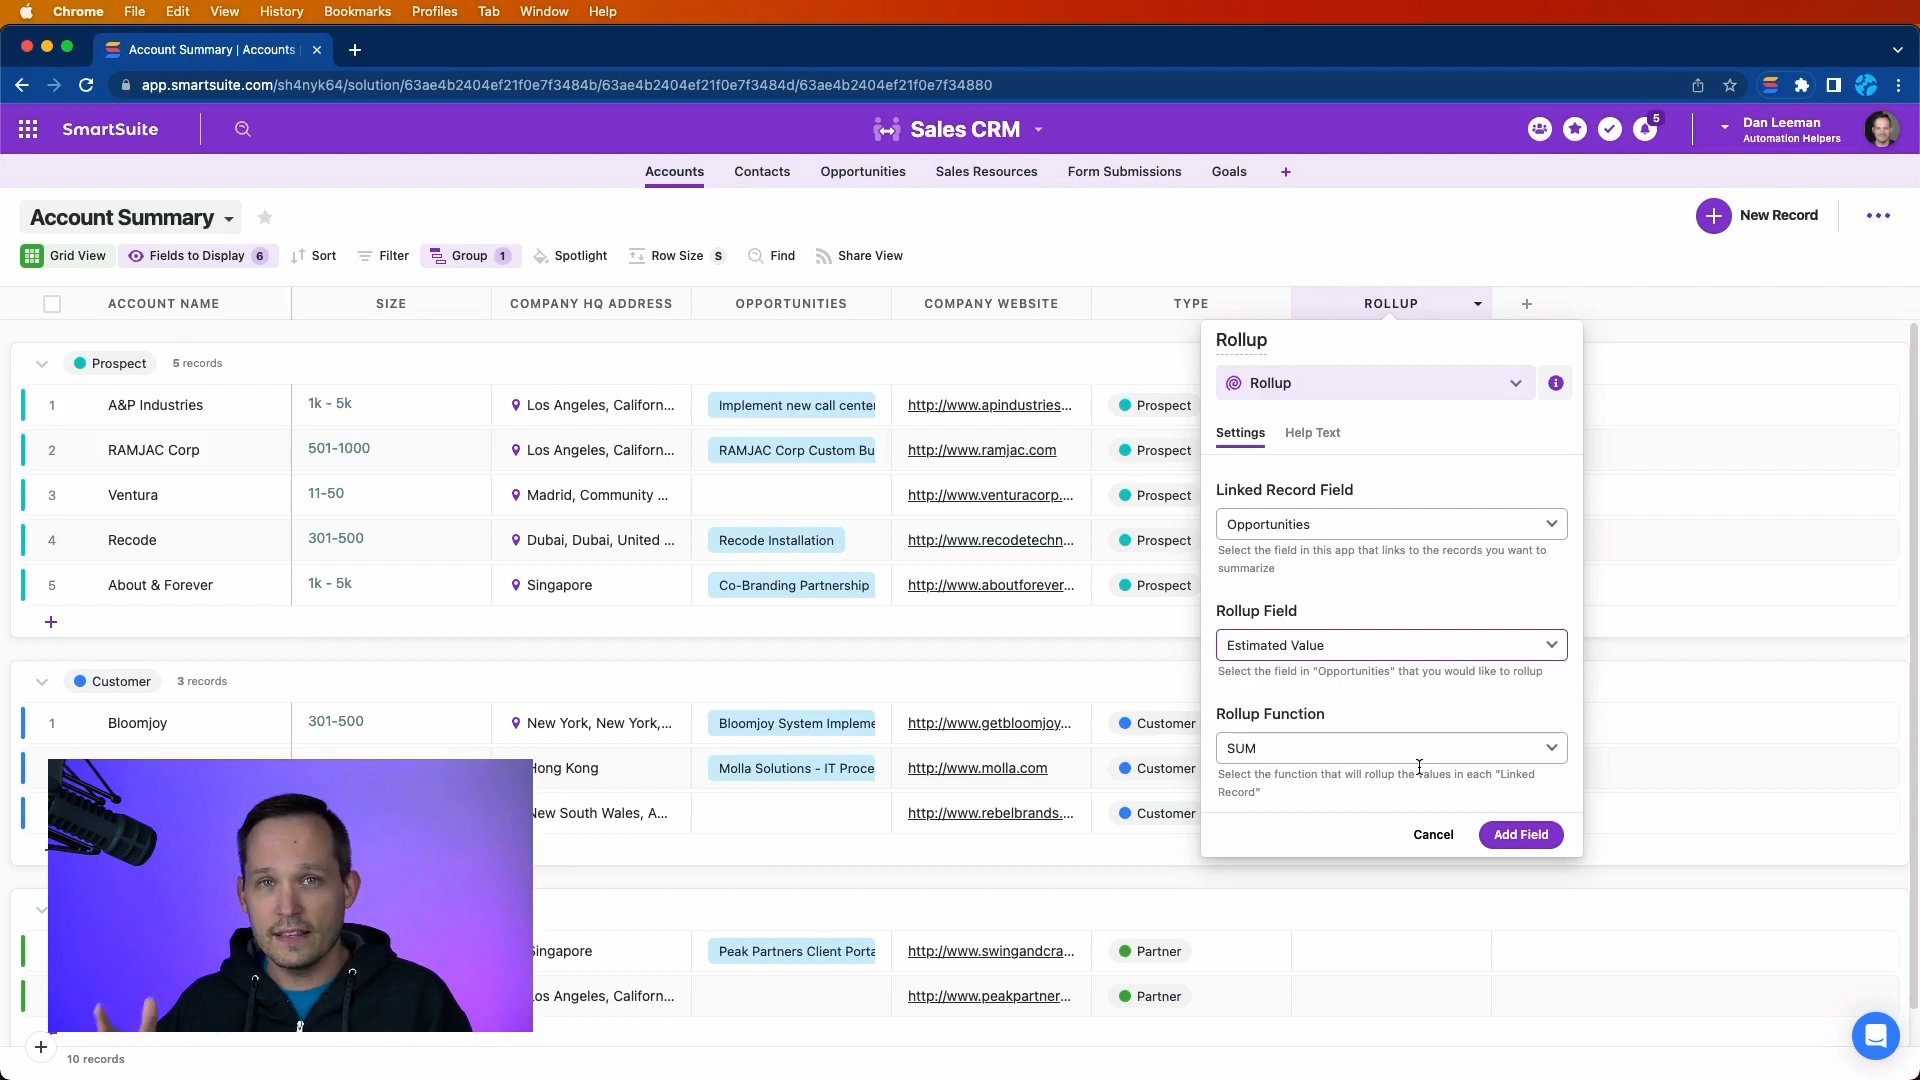 Chrome File Edit View History Bookmarks Profiles Tab Window Help
Account Summary | Accounts
app.smartsuite.com/sh4nyk64/solution/63ae4b2404ef21f0e7f3484b/63ae4b2404ef21f0e7f3484d/63ae4b2404ef21f0e7f34880
SmartSuite
Sales CRM
5
Dan Leeman
Automation Helpers
Accounts Contacts Opportunities Sales Resources Form Submissions Goals +
Account Summary
New Record
Grid View Fields to Display 6 Sort Filter Group 1 Spotlight Row Size S Find Share View
ACCOUNT NAME SIZE COMPANY HQ ADDRESS OPPORTUNITIES COMPANY WEBSITE TYPE ROLLUP +
Prospect 5 records
1 A&P Industries 1k - 5k Los Angeles, Californ... Implement new call center http://www.apindustries... Prospect
2 RAMJAC Corp 501-1000 Los Angeles, Californ... RAMJAC Corp Custom Bu http://www.ramjac.com Prospect
3 Ventura 11-50 Madrid, Community ... http://www.venturacorp.... Prospect
4 Recode 301-500 Dubai, Dubai, United ... Recode Installation http://www.recodetechn... Prospect
5 About & Forever 1k - 5k Singapore Co-Branding Partnership http://www.aboutforever... Prospect
+
Customer 3 records
1 Bloomjoy 301-500 New York, New York,... Bloomjoy System Impleme http://www.getbloomjoy... Customer
Hong Kong Molla Solutions - IT Proce http://www.molla.com Customer
New South Wales, A... http://www.rebelbrands.... Customer
Singapore Peak Partners Client Porta http://www.swingandcra... Partner
Los Angeles, Californ... http://www.peakpartner... Partner
+ 10 records
Rollup
Rollup
Settings Help Text
Linked Record Field
Opportunities
Select the field in this app that links to the records you want to
summarize
Rollup Field
Estimated Value
Select the field in "Opportunities" that you would like to rollup
Rollup Function
SUM
Select the function that will rollup the values in each "Linked
Record"
Cancel Add Field